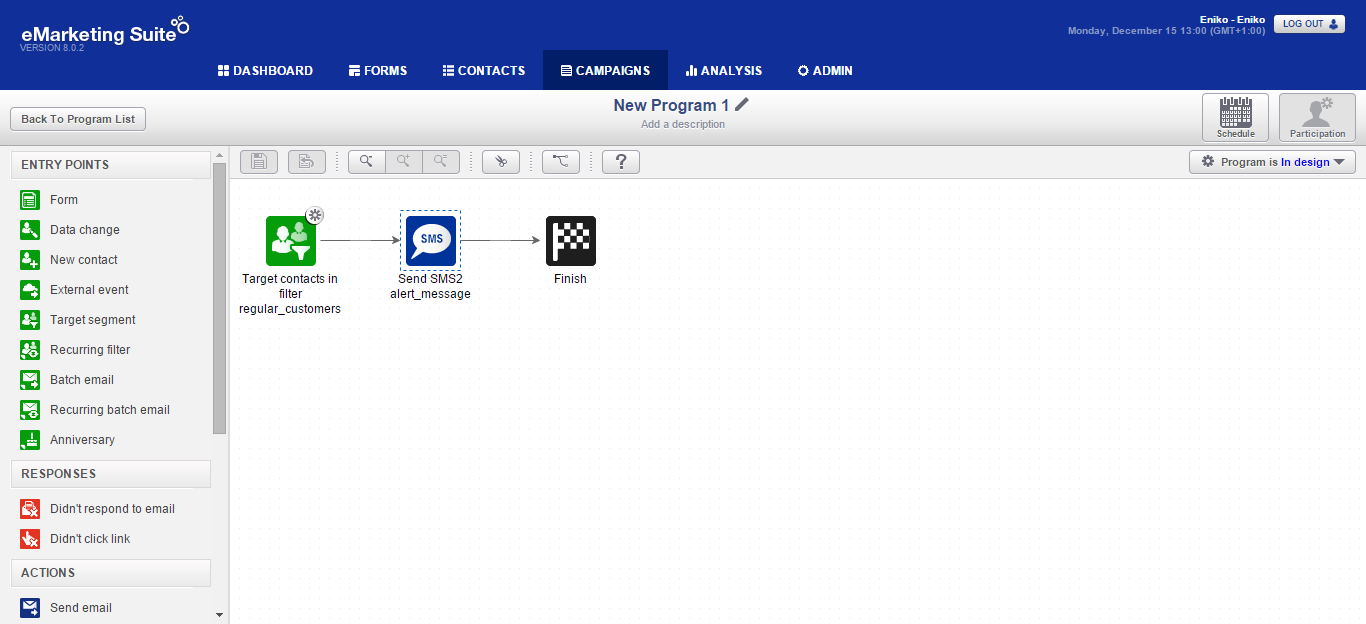 eMarketing Suite
VERSION 8.0.2
Eniko - Eniko
Monday, December 15 13:00 (GMT+1:00)
LOG OUT
DASHBOARD
FORMS
CONTACTS
CAMPAIGNS
ANALYSIS
ADMIN
Back To Program List
New Program 1
Add a description
Schedule
Participation
ENTRY POINTS
Form
Data change
New contact
External event
Target segment
Recurring filter
Batch email
Recurring batch email
Anniversary
RESPONSES
Didn't respond to email
Didn't click link
ACTIONS
Send email
?
Program is In design
SMS
Target contacts in
filter
regular_customers
Send SMS2
alert_message
Finish